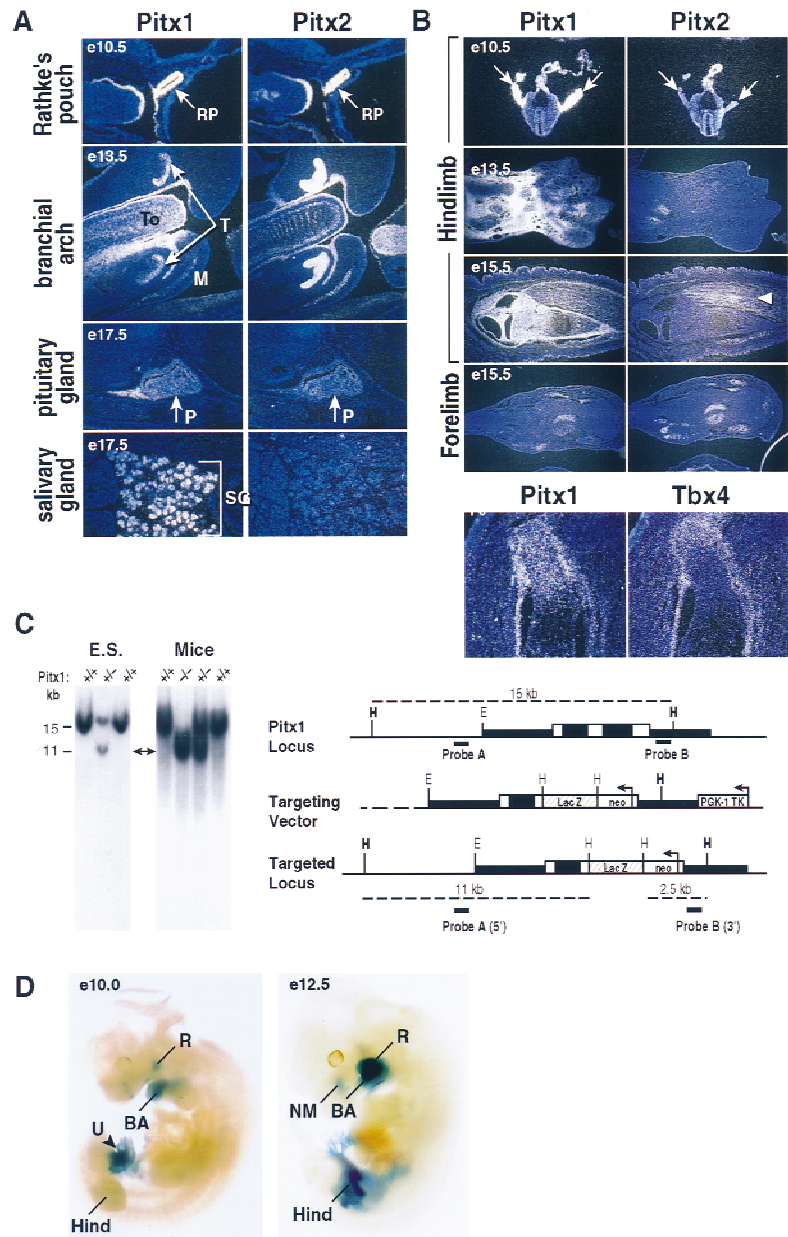 A
Pitx1 Pitx2
Rathke's pouch
e10.5
RP
RP
branchial arch
e13.5
To
T
M
pituitary gland
e17.5
P
P
salivary gland
e17.5
SG
B
Pitx1 Pitx2
Hindlimb
e10.5
e13.5
e15.5
Forelimb
e15.5
Pitx1 Tbx4
C
E.S. Mice
Pitx1: +/+ +/- +/+ +/+ -/- +/- +/+
kb
15
11
15 kb
H E H
Pitx1
Locus
Probe A Probe B
E H H H
Targeting
Vector
Lac Z neo PGK-1 TK
H E H H H
Targeted
Locus
Lac Z neo
11 kb 2.5 kb
Probe A (5') Probe B (3')
D
e10.0
R
BA
U
Hind
e12.5
R
NM BA
Hind